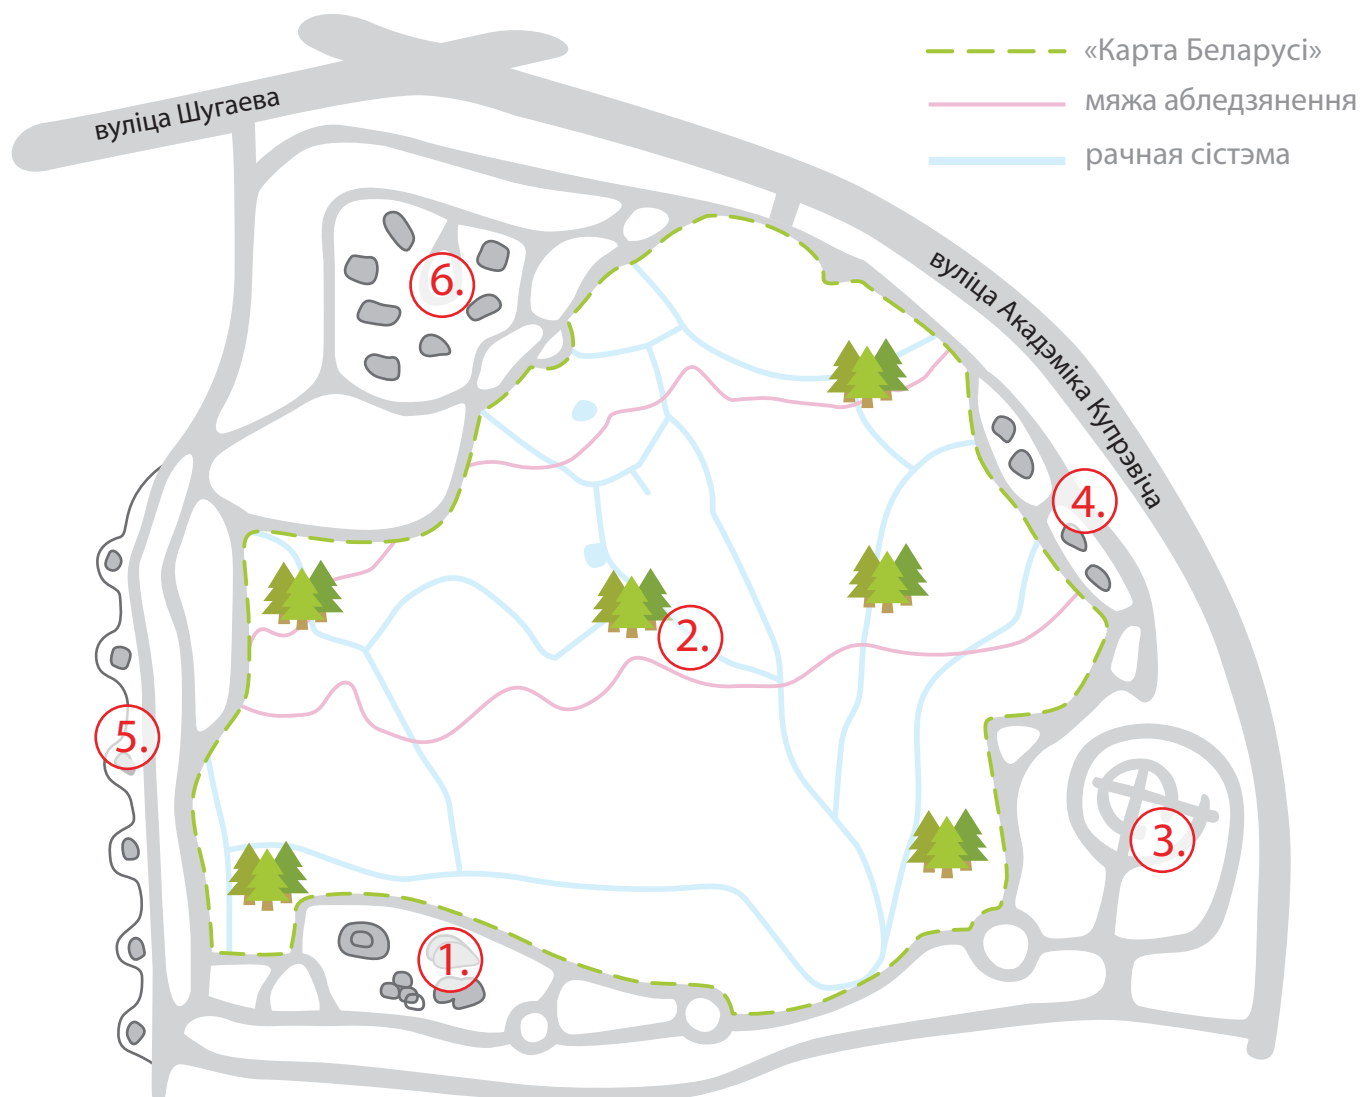 «Карта Беларусі»
мяжа абледзянення
рачная сістэма
вуліца Шугаева
вуліца Акадэміка Купрэвіча
6.
4.
2.
5.
3.
1.